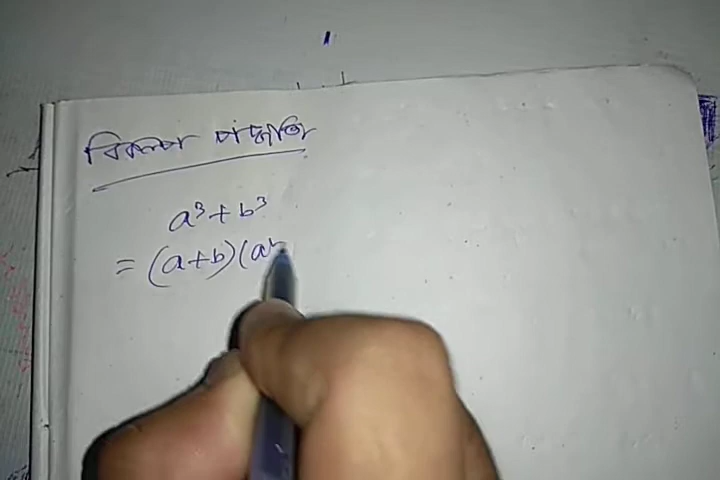 বিকল্প পদ্ধতি
a³ + b³
= (a+b)(a